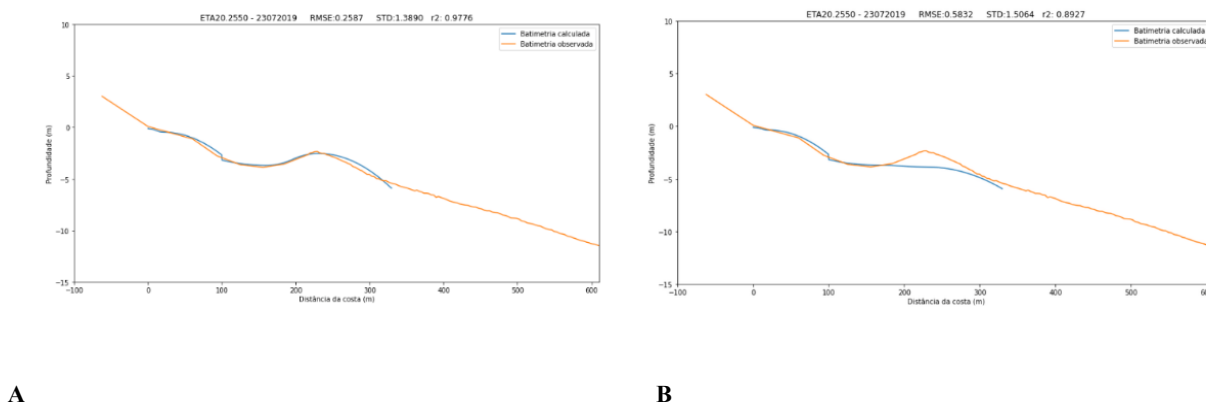 ETA20.2550 - 23072019 RMSE:0.2587 STD:1.3890 r2: 0.9776
10
5
0
−5
−10
−15
Profundidade (m)
Batimetria calculada
Batimetria observada
−100 0 100 200 300 400 500 600
Distância da costa (m)
A
ETA20.2550 - 23072019 RMSE:0.5832 STD:1.5064 r2: 0.8927
10
5
0
−5
−10
−15
Profundidade (m)
Batimetria calculada
Batimetria observada
−100 0 100 200 300 400 500
Distância da costa (m)
B